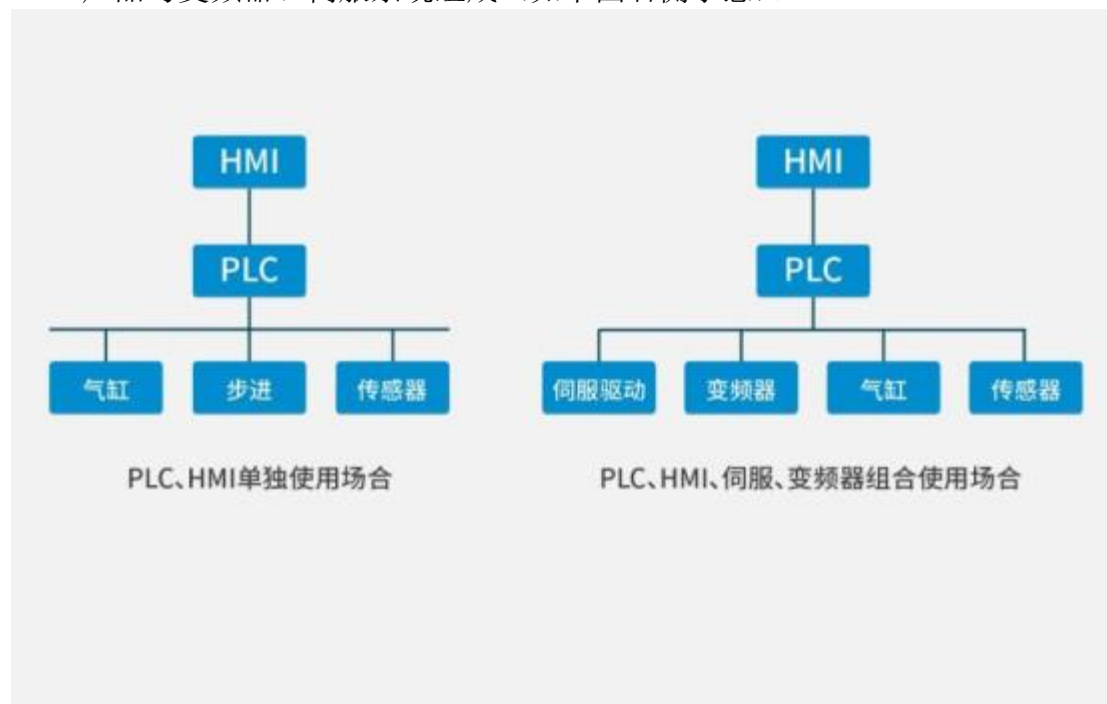 HMI
PLC
气缸
步进
传感器
PLC、HMI单独使用场合
HMI
PLC
伺服驱动
变频器
气缸
传感器
PLC、HMI、伺服、变频器组合使用场合